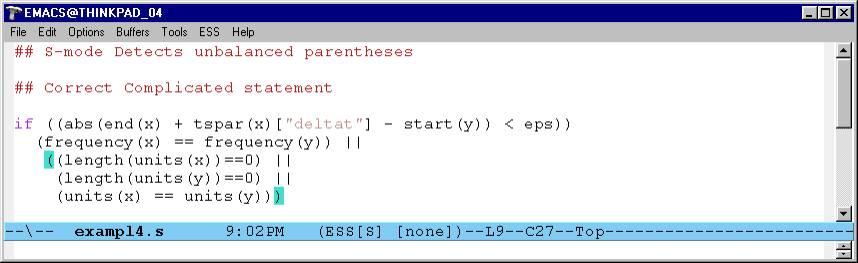 EMACS@THINKPAD_04
File Edit Options Buffers Tools ESS Help
## S-mode Detects unbalanced parentheses
## Correct Complicated statement
if ((abs(end(x) + tspar(x)["deltat"] - start(y)) < eps))
(frequency(x) == frequency(y)) ||
((length(units(x))==0) ||
(length(units(y))==0) ||
(units(x) == units(y)))
--\-- exampl4.s 9:02PM (ESS[S] [none])--L9--C27--Top--------------------------